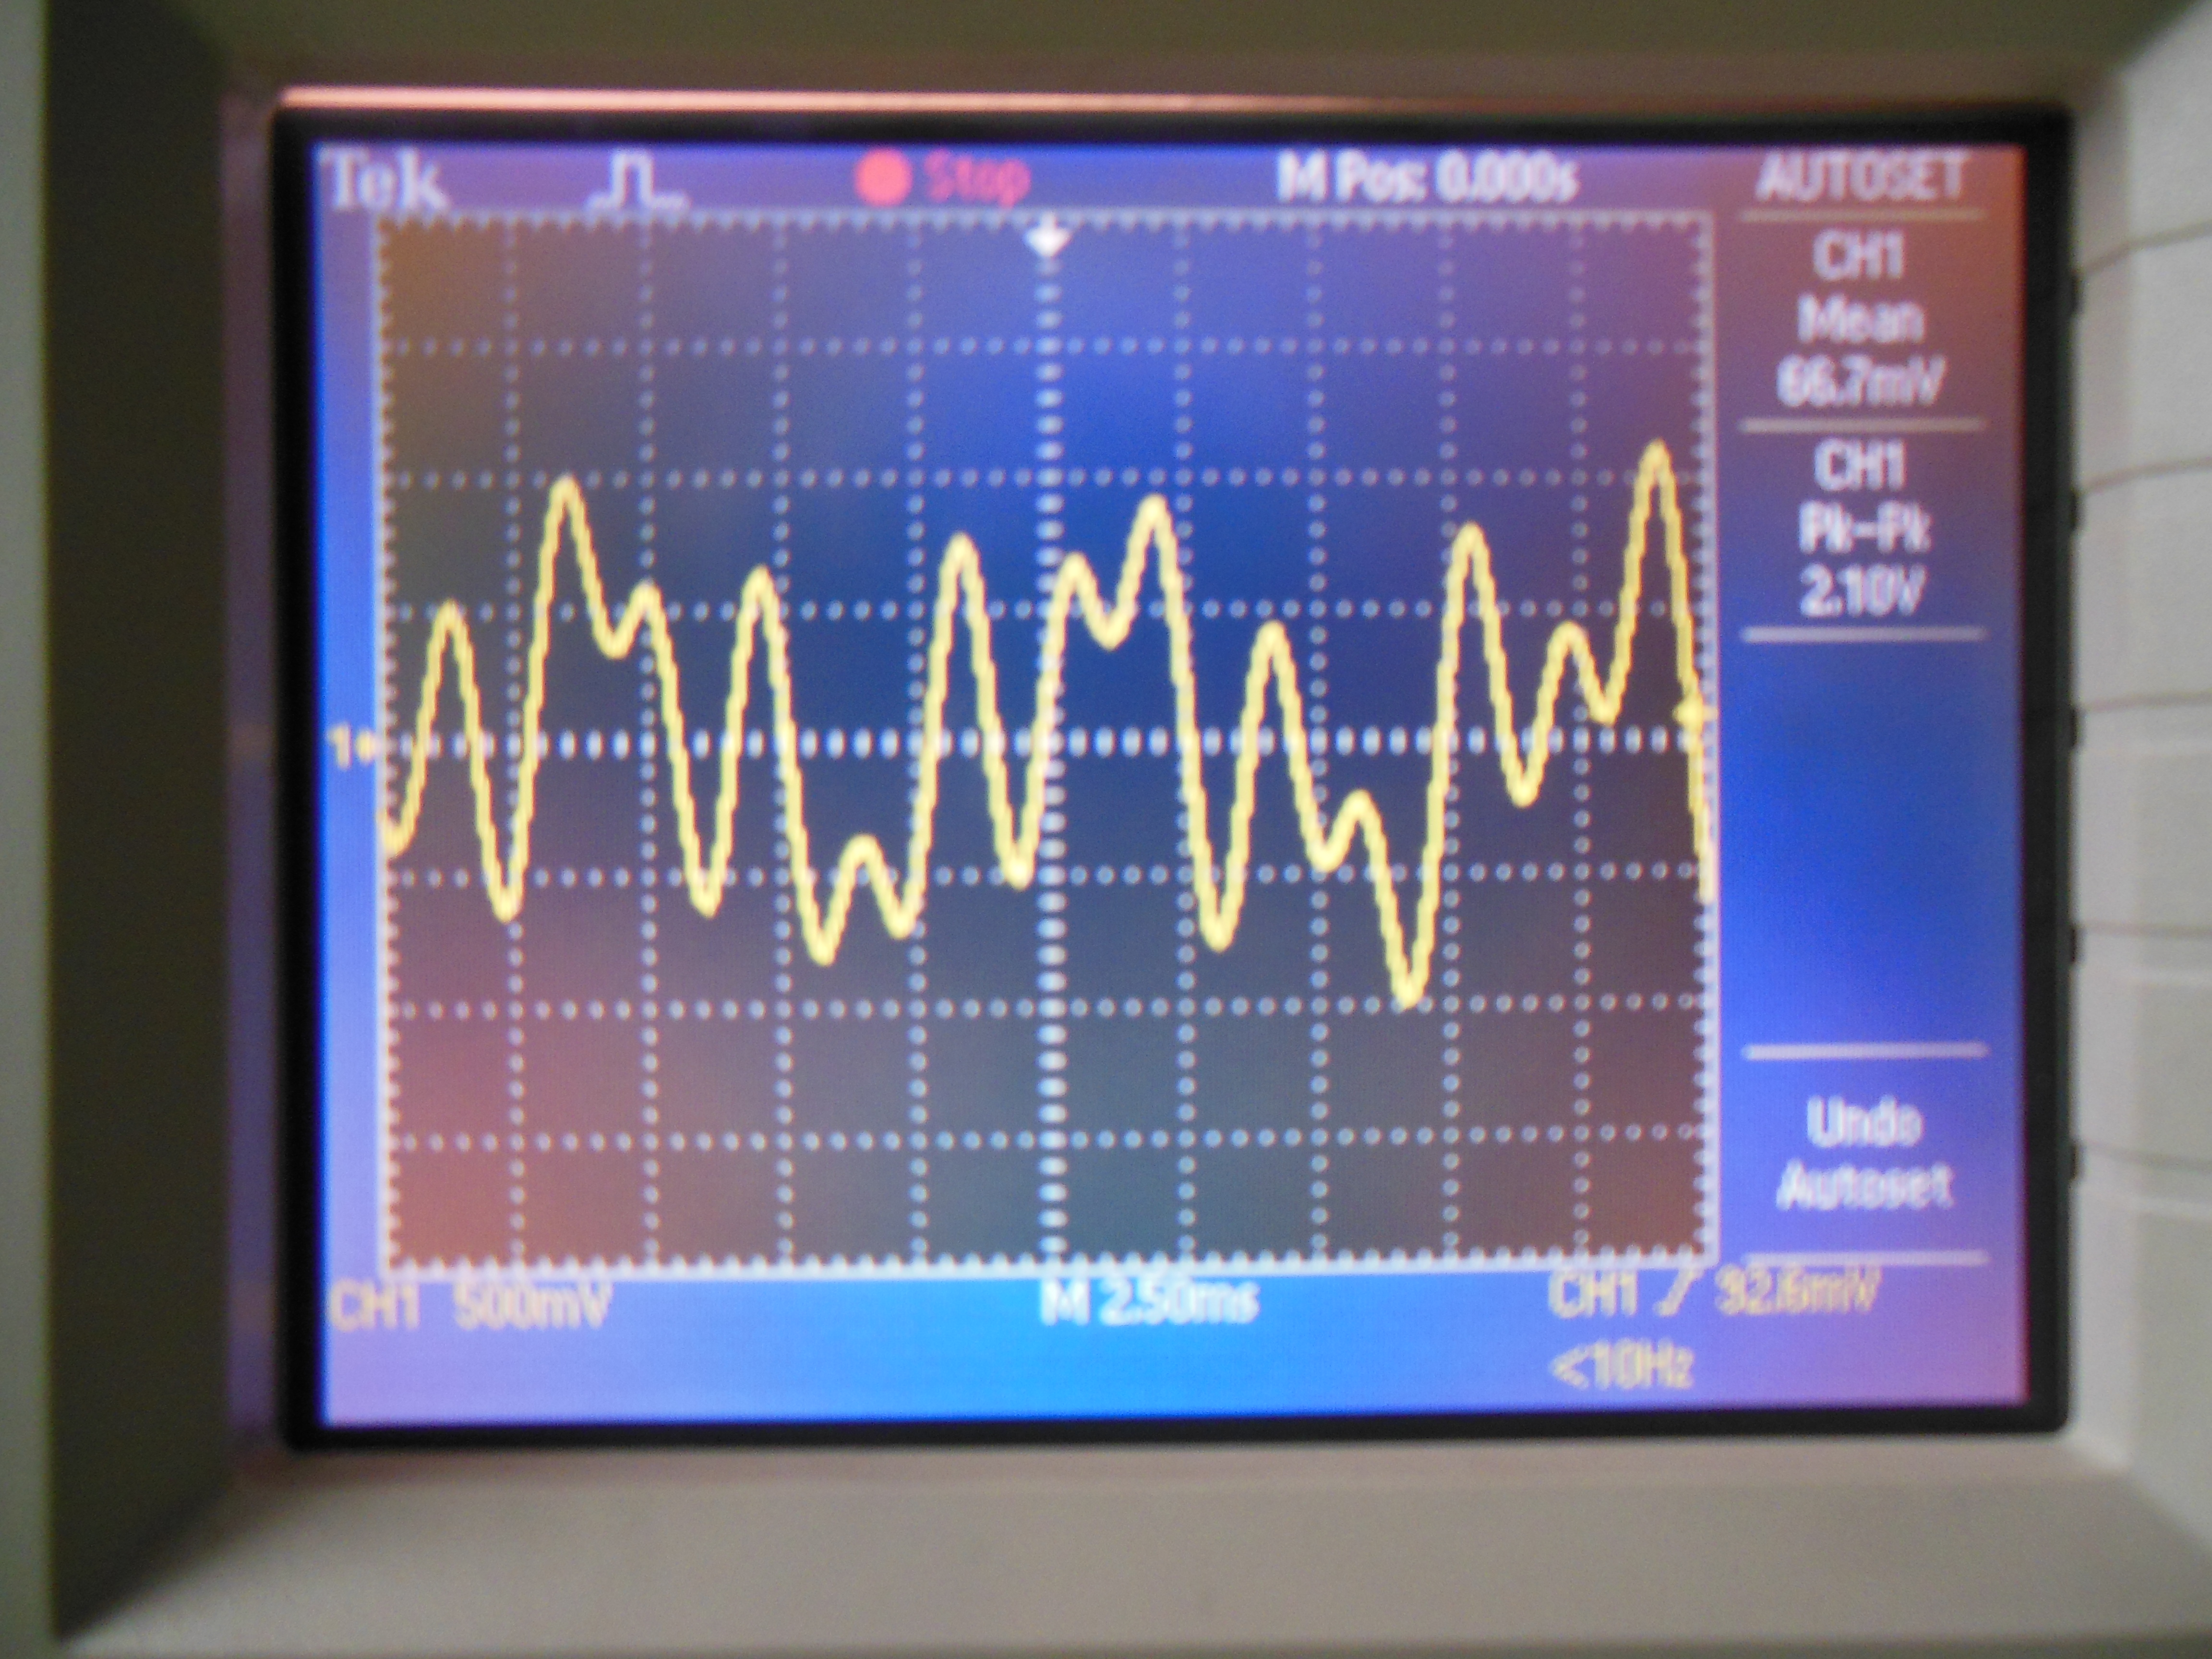 Tek
Stop
M Pos: 0.000s
AUTOSET
CH1
Mean
66.7mV
CH1
Pk-Pk
2.10V
1
Undo
Autoset
CH1 500mV
M 2.50ms
CH1
<10Hz